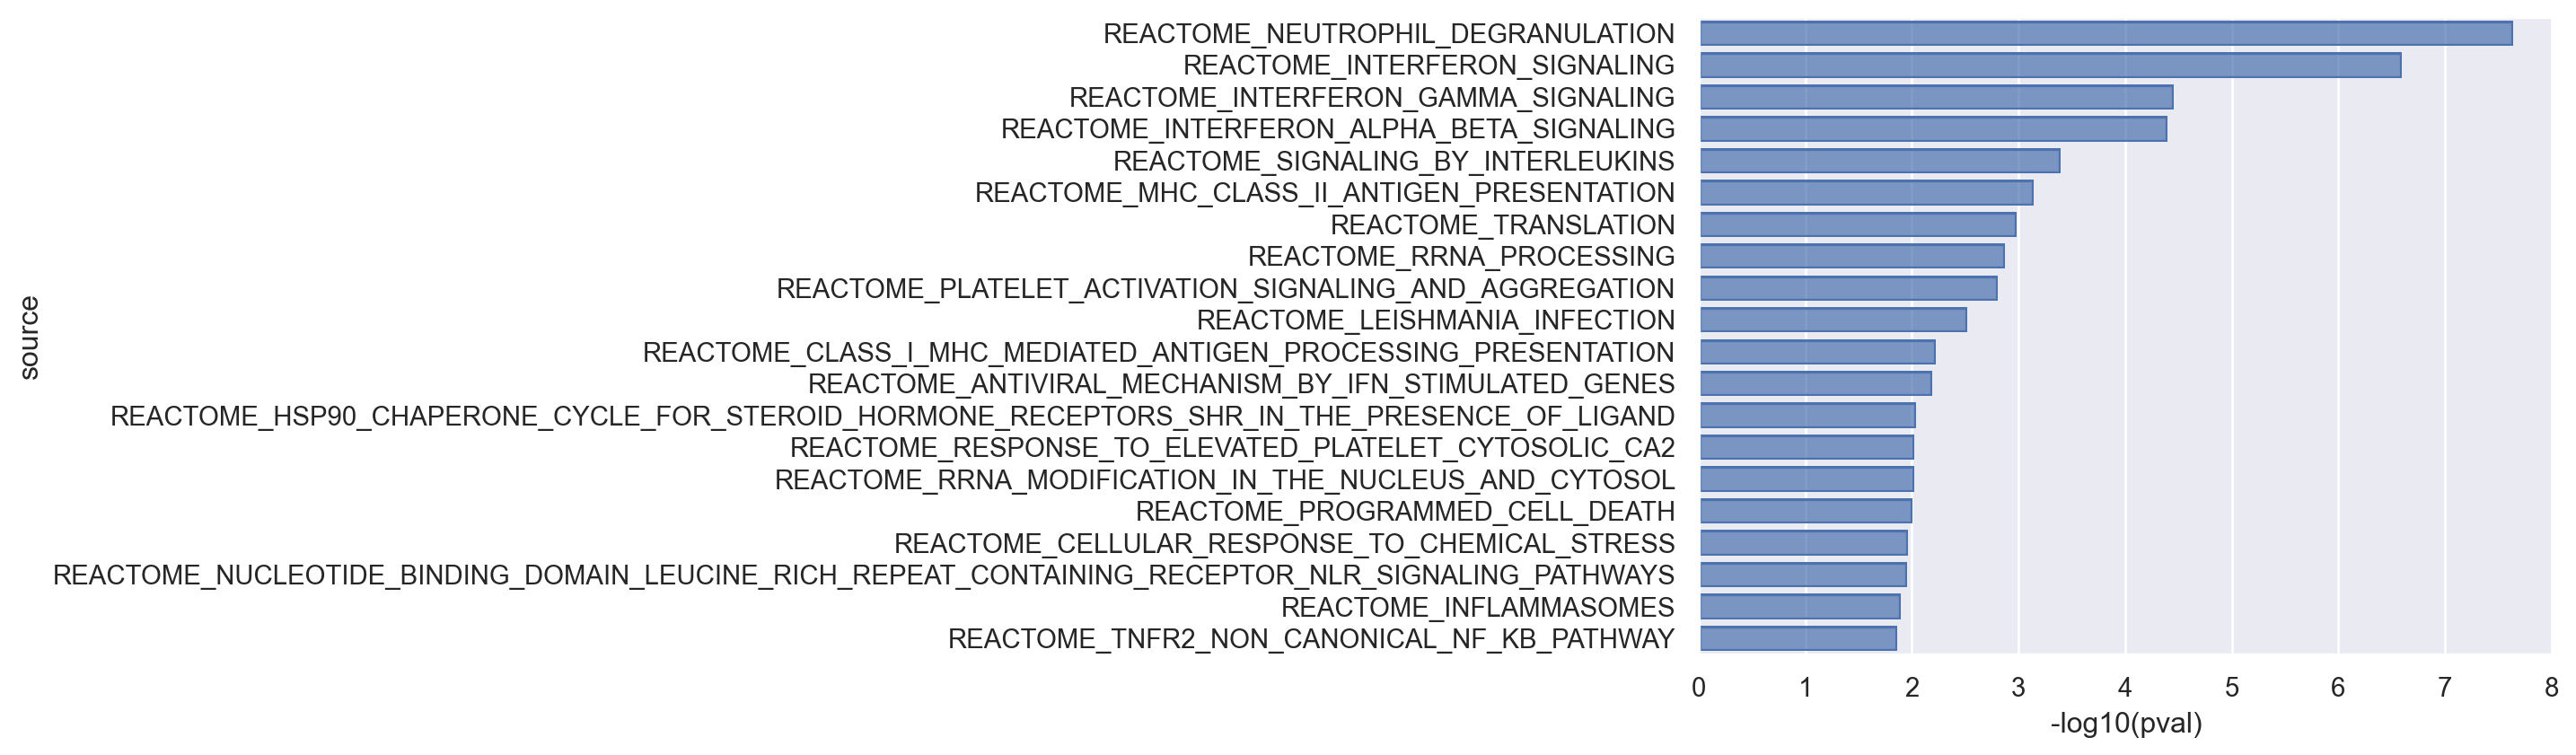 REACTOME_NEUTROPHIL_DEGRANULATION
REACTOME_INTERFERON_SIGNALING
REACTOME_INTERFERON_GAMMA_SIGNALING
REACTOME_INTERFERON_ALPHA_BETA_SIGNALING
REACTOME_SIGNALING_BY_INTERLEUKINS
REACTOME_MHC_CLASS_II_ANTIGEN_PRESENTATION
REACTOME_TRANSLATION
REACTOME_RRNA_PROCESSING
REACTOME_PLATELET_ACTIVATION_SIGNALING_AND_AGGREGATION
REACTOME_LEISHMANIA_INFECTION
REACTOME_CLASS_I_MHC_MEDIATED_ANTIGEN_PROCESSING_PRESENTATION
REACTOME_ANTIVIRAL_MECHANISM_BY_IFN_STIMULATED_GENES
REACTOME_HSP90_CHAPERONE_CYCLE_FOR_STEROID_HORMONE_RECEPTORS_SHR_IN_THE_PRESENCE_OF_LIGAND
REACTOME_RESPONSE_TO_ELEVATED_PLATELET_CYTOSOLIC_CA2
REACTOME_RRNA_MODIFICATION_IN_THE_NUCLEUS_AND_CYTOSOL
REACTOME_PROGRAMMED_CELL_DEATH
REACTOME_CELLULAR_RESPONSE_TO_CHEMICAL_STRESS
REACTOME_NUCLEOTIDE_BINDING_DOMAIN_LEUCINE_RICH_REPEAT_CONTAINING_RECEPTOR_NLR_SIGNALING_PATHWAYS
REACTOME_INFLAMMASOMES
REACTOME_TNFR2_NON_CANONICAL_NF_KB_PATHWAY
source
0 1 2 3 4 5 6 7 8
-log10(pval)